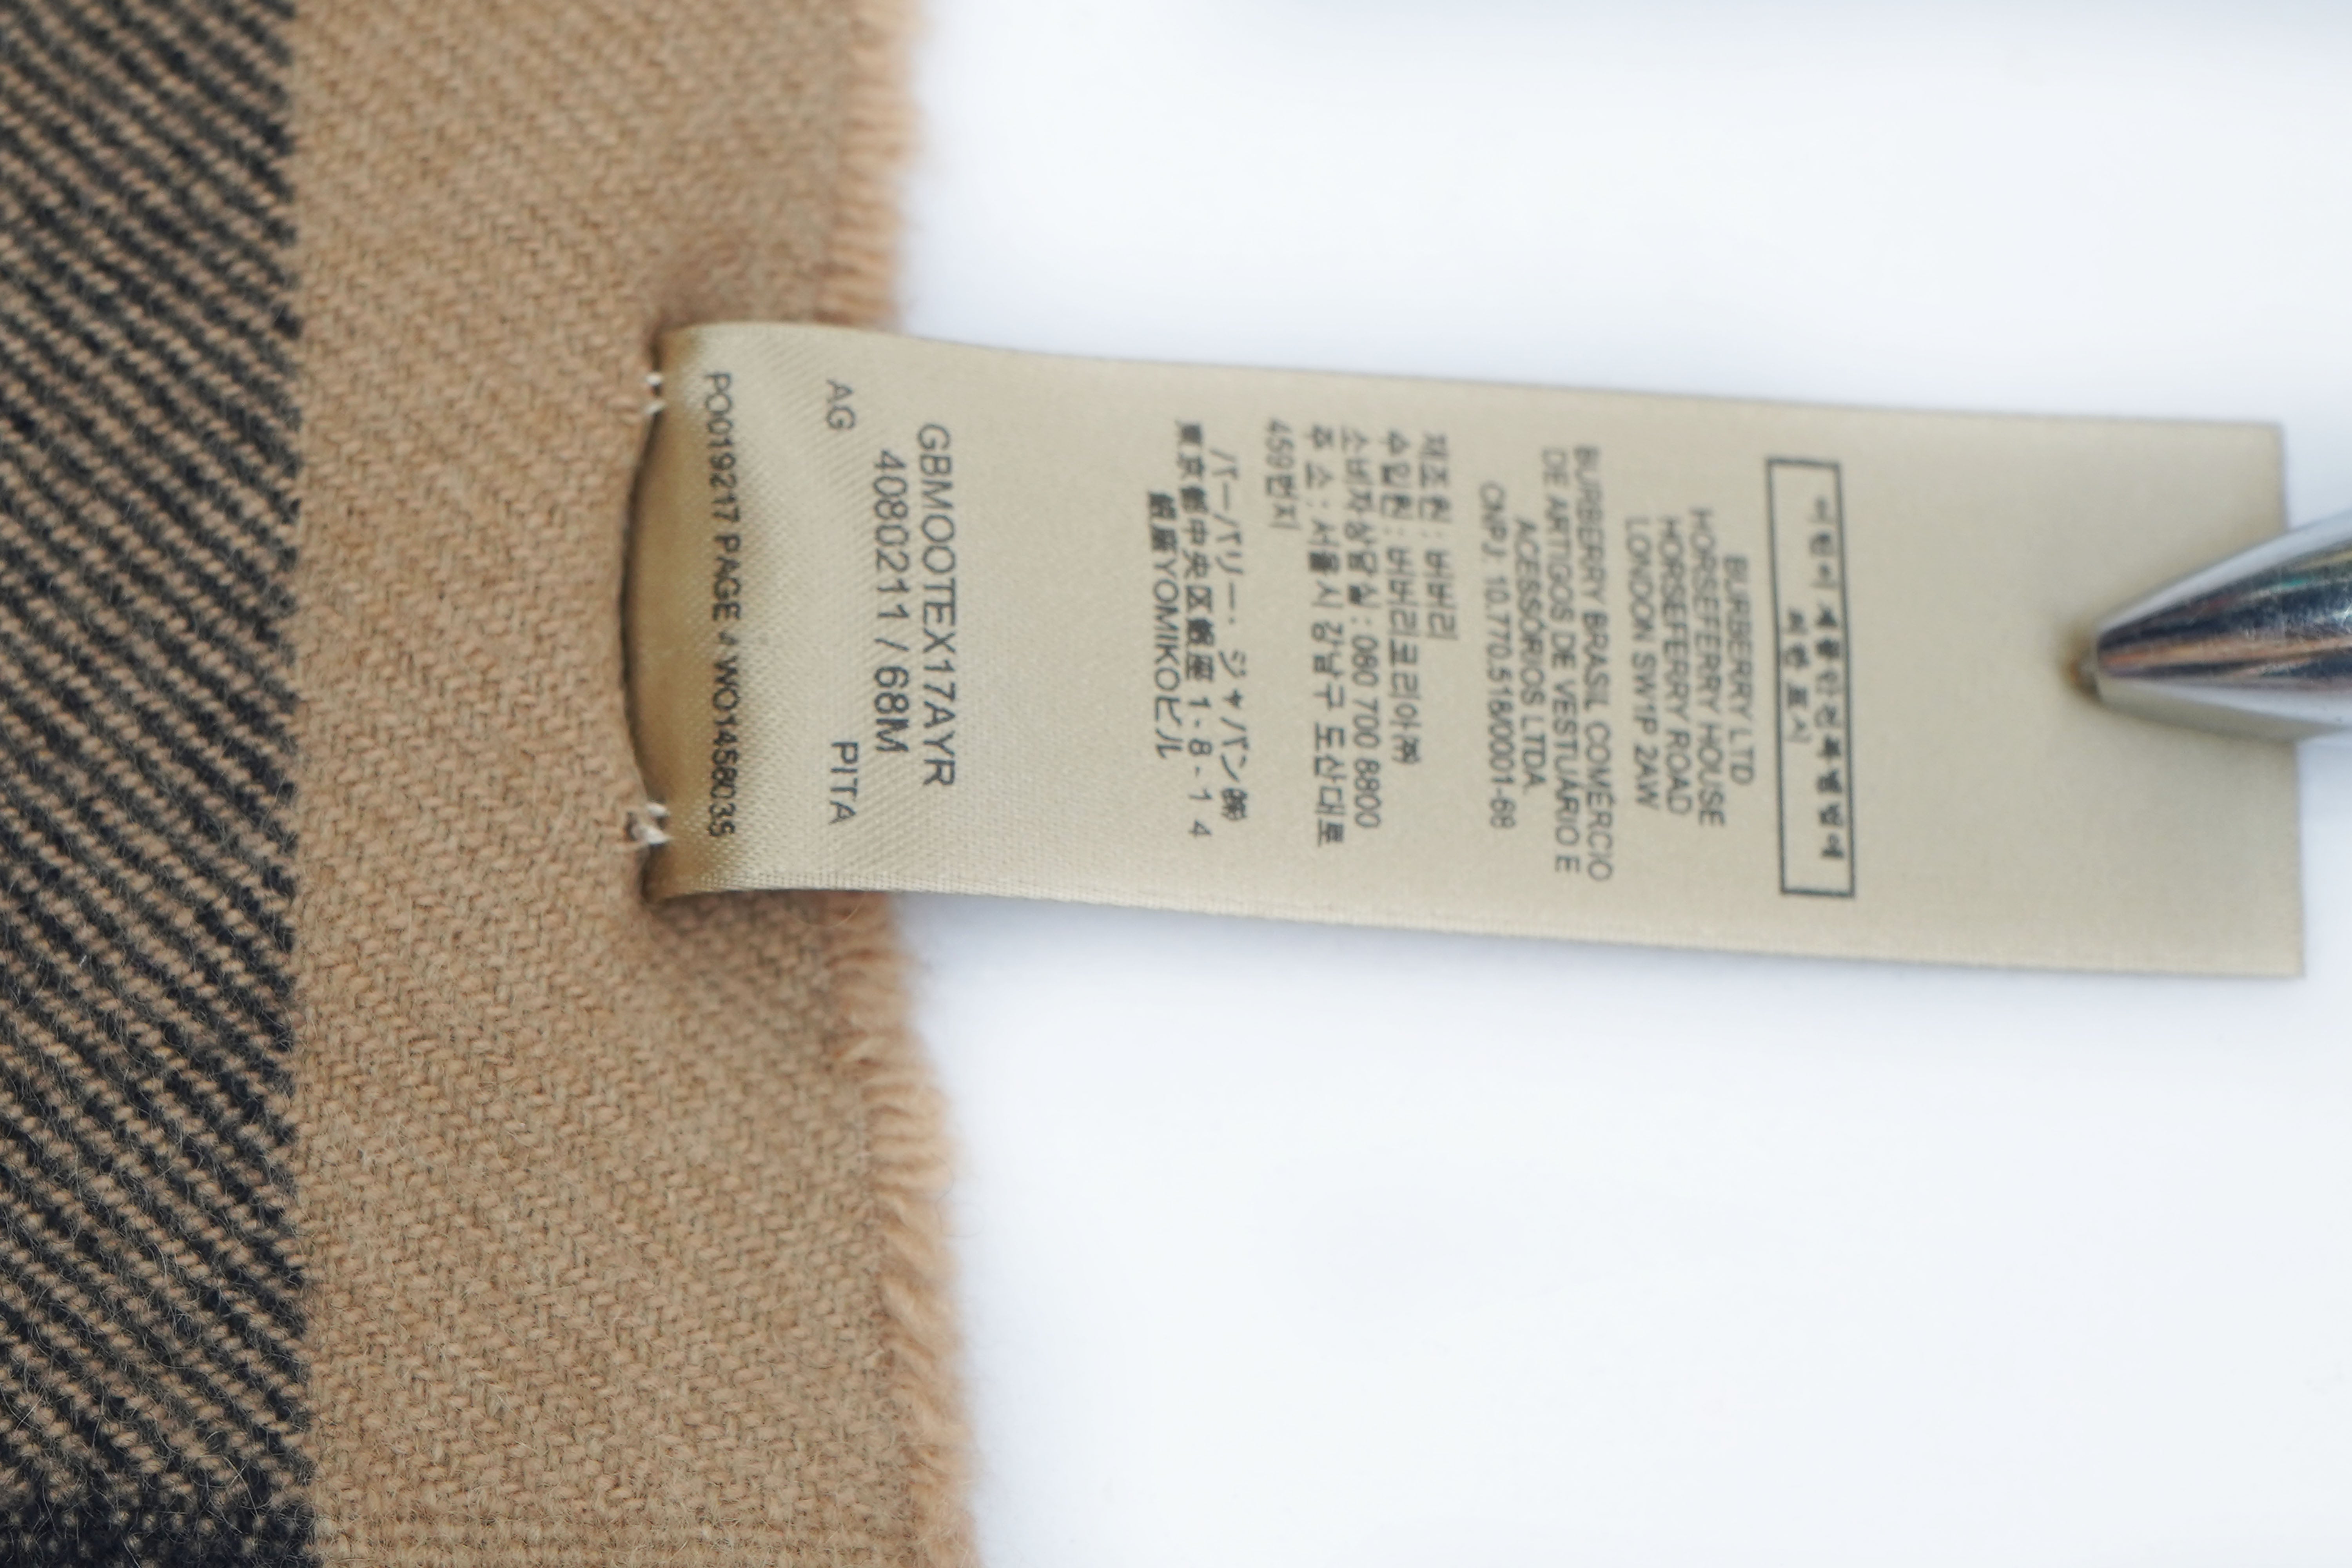 어린이제품안전특별법에
의한 표시
BURBERRY LTD
HORSEFERRY HOUSE
HORSEFERRY ROAD
LONDON SW1P 2AW
BURBERRY BRASIL COMÉRCIO
DE ARTIGOS DE VESTUÁRIO E
ACESSÓRIOS LTDA.
CNPJ: 10.770.518/0001-68
제조원 : 버버리
수입원 : 버버리코리아㈜
소비자상담실 : 080 700 8800
주 소 : 서울시 강남구 도산대로
459번지
バーバリー・ジャパン㈱
東京都中央区銀座1-8-14
銀座YOMIKOビル
GBMOOTEX17AYR
4080211 / 68M
AG PITA
PO019217 PAGE 4 WO1458035